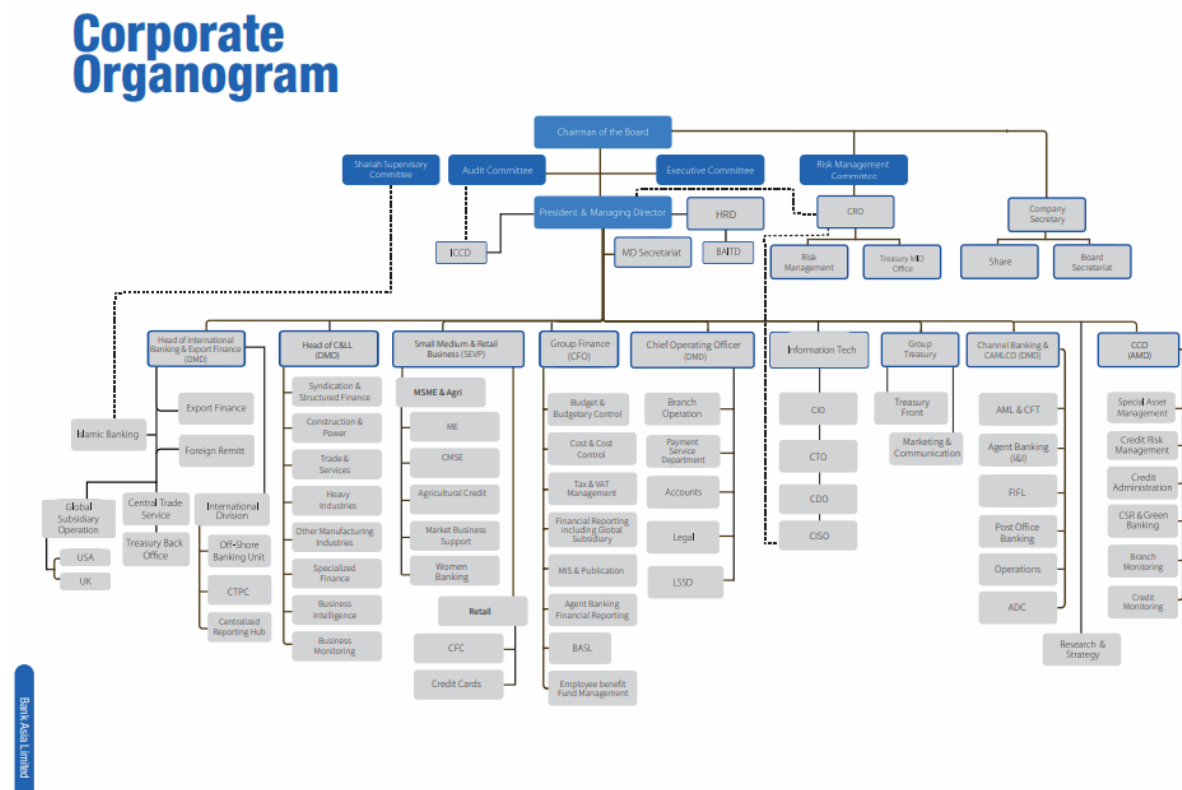 Corporate
Organogram
Chairman of the Board
Shariah Supervisory
Committee
Audit Committee
Executive Committee
Risk Management
Committee
President & Managing Director
HRD
CRO
Company
Secretary
ICCD
MD Secretariat
BAITD
Risk
Management
Treasury MID
Office
Share
Board
Secretariat
Head of International
Banking & Export Finance
(DMD)
Head of C&LL
(DMD)
Small Medium & Retail
Business (SEVP)
Group Finance
(CFO)
Chief Operating Officer
(DMD)
Information Tech
Group
Treasury
Channel Banking &
CAMLCO (DMD)
CCO
(AMD)
Export Finance
Islamic Banking
Foreign Remitt
Global
Subsidiary
Operation
USA
UK
Central Trade
Service
Treasury Back
Office
International
Division
Off-Shore
Banking Unit
CTPC
Centralized
Reporting Hub
Syndication &
Structured Finance
Construction &
Power
Trade &
Services
Heavy
Industries
Other Manufacturing
Industries
Specialized
Finance
Business
Intelligence
Business
Monitoring
MSME & Agri
ME
CMSE
Agricultural Credit
Market Business
Support
Women
Banking
Retail
CFC
Credit Cards
Budget &
Budgetary Control
Cost & Cost
Control
Tax & VAT
Management
Financial Reporting
including Global
Subsidiary
MIS & Publication
Agent Banking
Financial Reporting
BASL
Employee benefit
Fund Management
Branch
Operation
Payment
Service
Department
Accounts
Legal
LSSD
CIO
CTO
CDO
CISO
Treasury
Front
Marketing &
Communication
AML & CFT
Agent Banking
(I&I)
FIFL
Post Office
Banking
Operations
ADC
Special Asset
Management
Credit Risk
Management
Credit
Administration
CSR & Green
Banking
Branch
Monitoring
Credit
Monitoring
Research &
Strategy
Bank Asia Limited